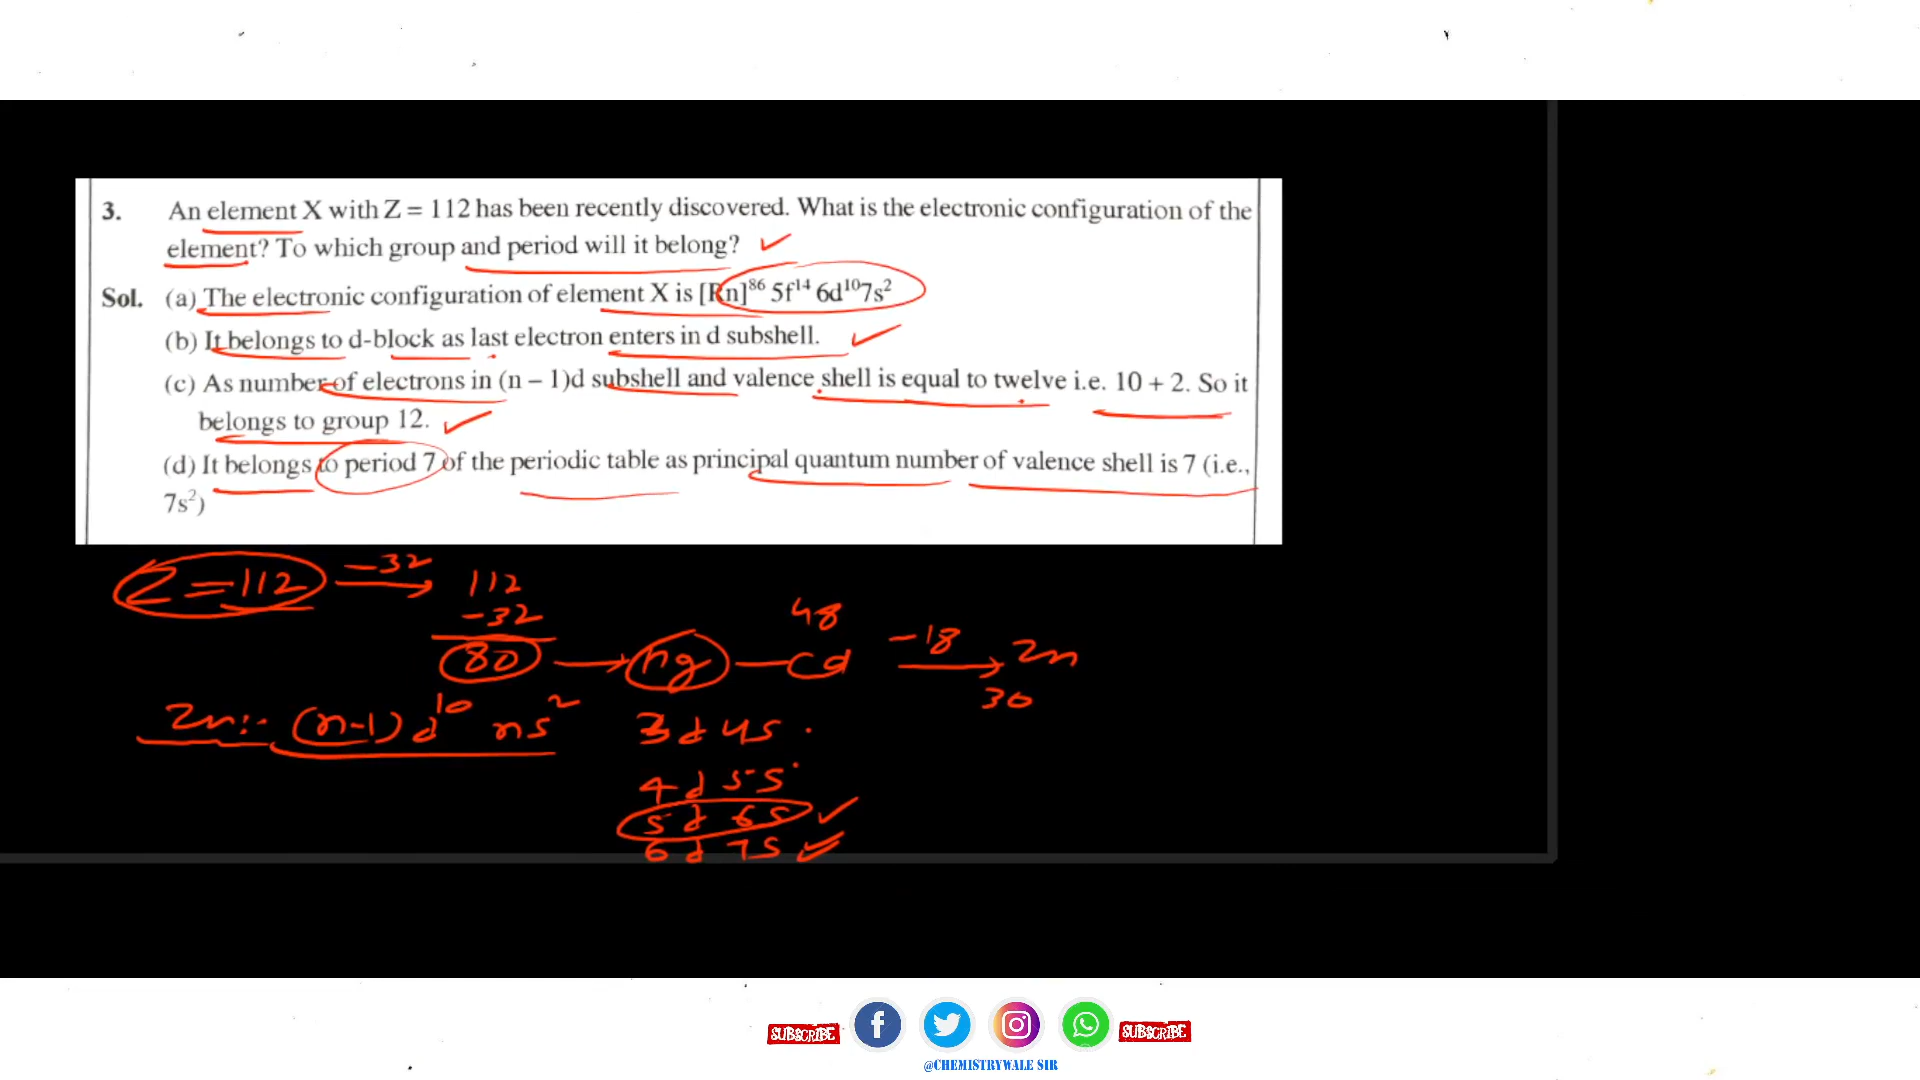 3. An element X with Z = 112 has been recently discovered. What is the electronic configuration of the
element? To which group and period will it belong?
Sol. (a) The electronic configuration of element X is [Rn]⁸⁶ 5f¹⁴ 6d¹⁰7s²
(b) It belongs to d-block as last electron enters in d subshell.
(c) As number of electrons in (n – 1)d subshell and valence shell is equal to twelve i.e. 10 + 2. So it
belongs to group 12.
(d) It belongs to period 7 of the periodic table as principal quantum number of valence shell is 7 (i.e.,
7s²)
Z = 112 -32 112
-32
80 Hg Cd 48 -18 Zn 30
Zn:- (n-1) d¹⁰ ns² 3d 4s
4d 5s
5d 6s
6d 7s
SUBSCRIBE f SUBSCRIBE
@CHEMISTRYWALE SIR